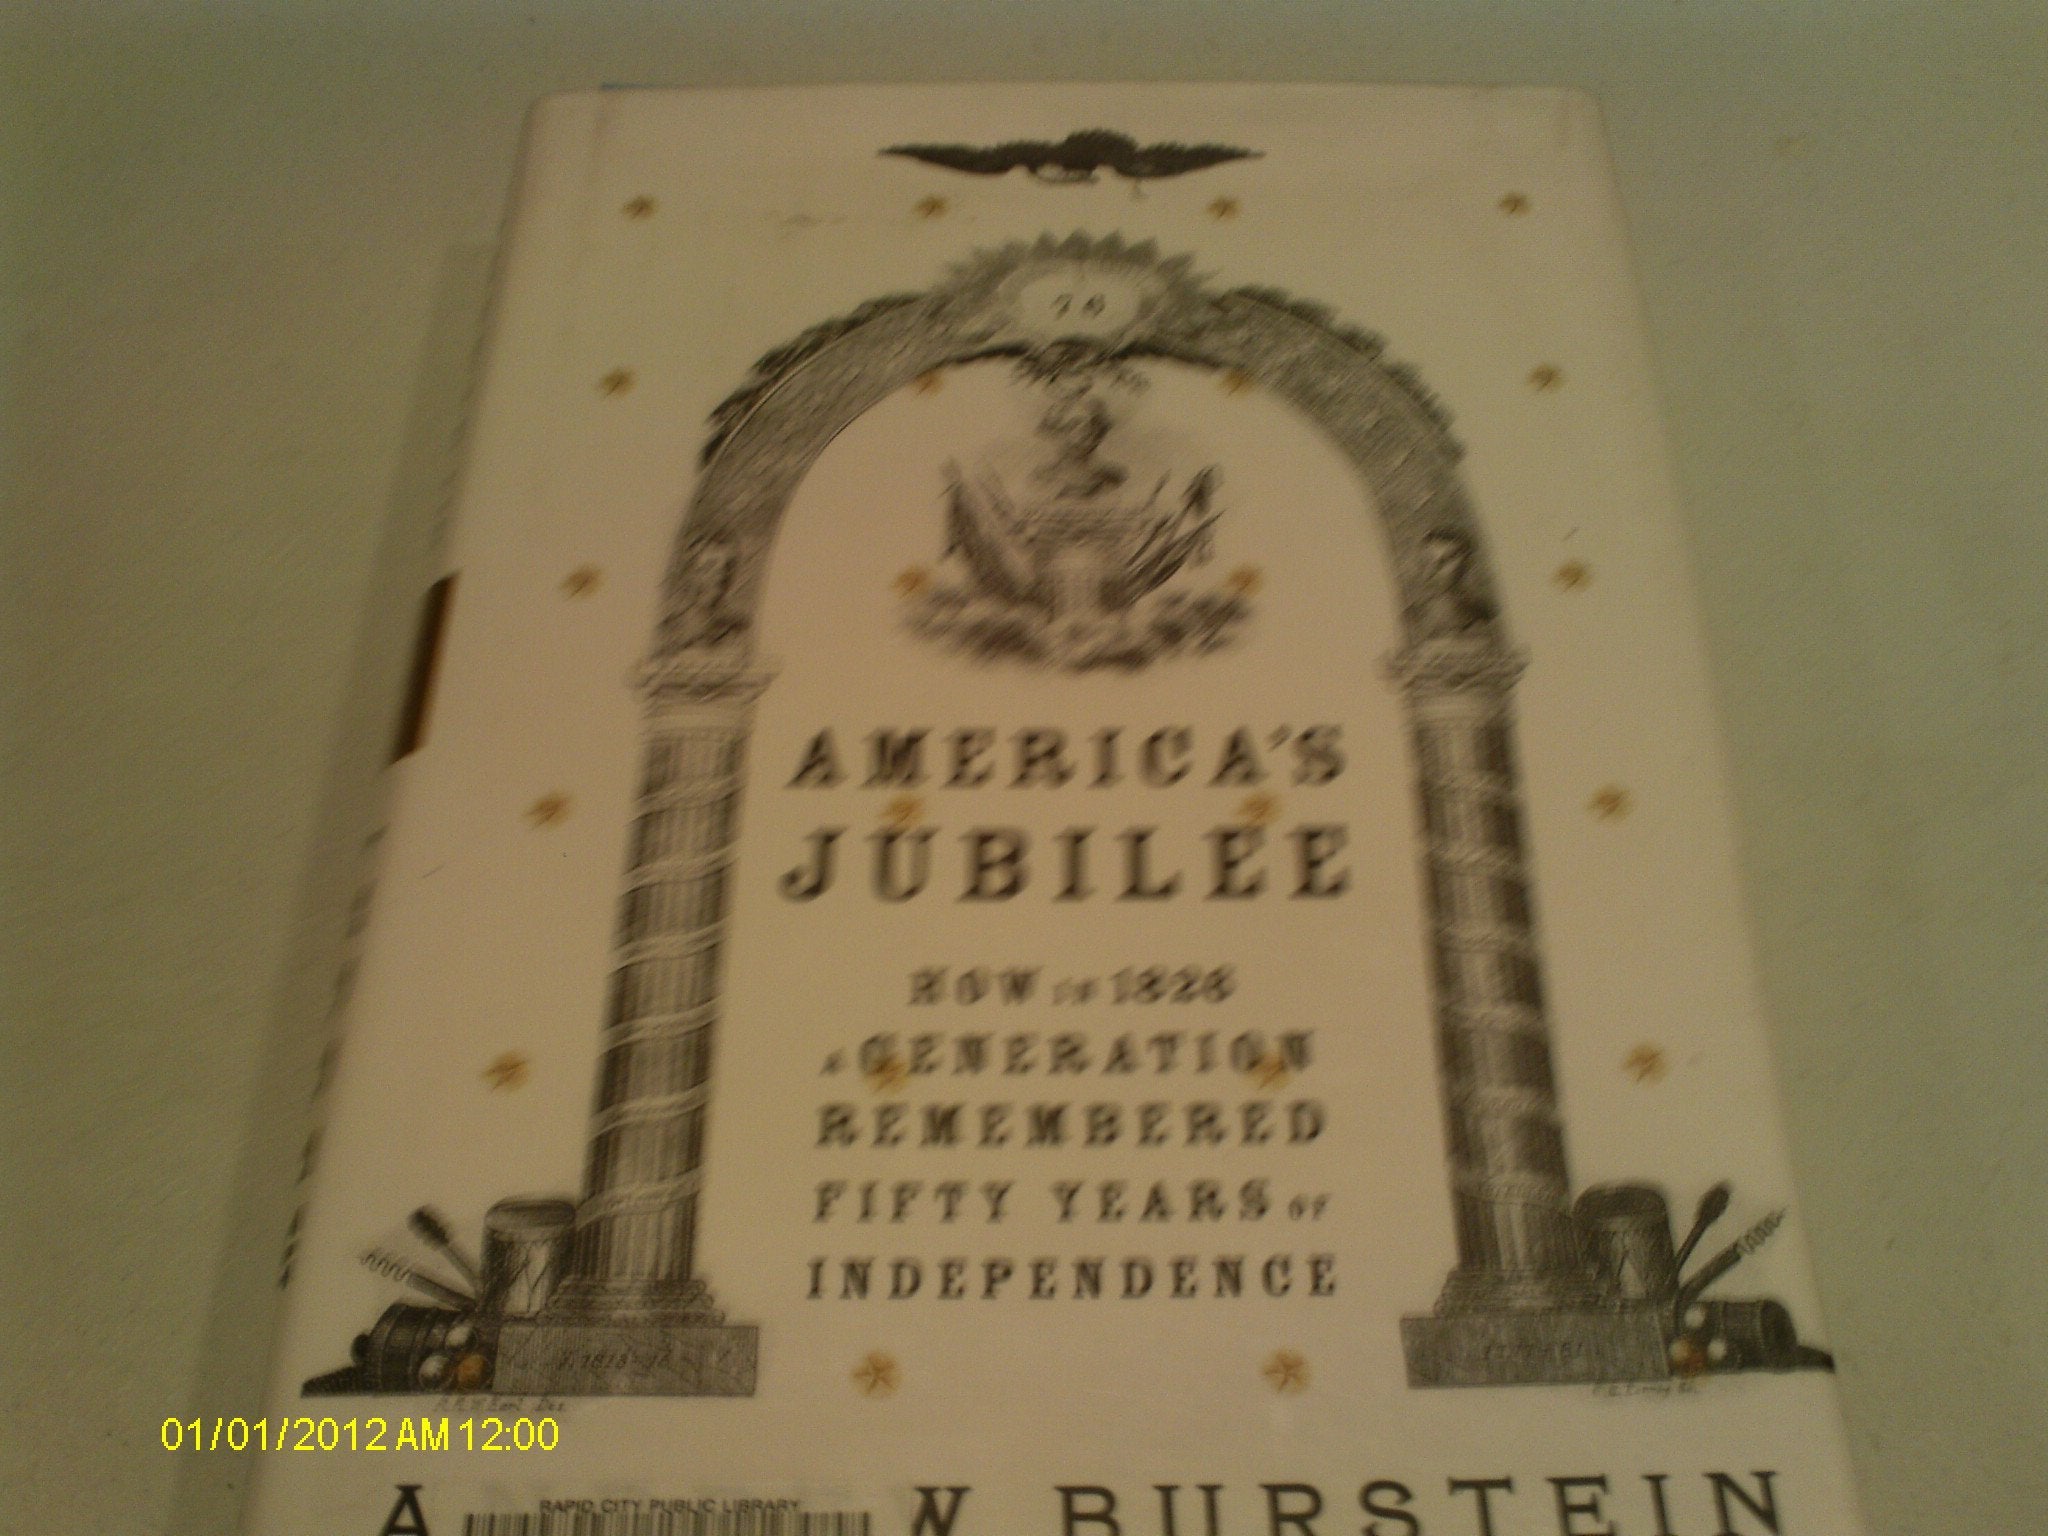 76
AMERICA'S
JUBILEE
HOW IN 1826
A GENERATION
REMEMBERED
FIFTY YEARS OF
INDEPENDENCE
01/01/2012 AM 12:00
RAPID CITY PUBLIC LIBRARY
A W BURSTEIN